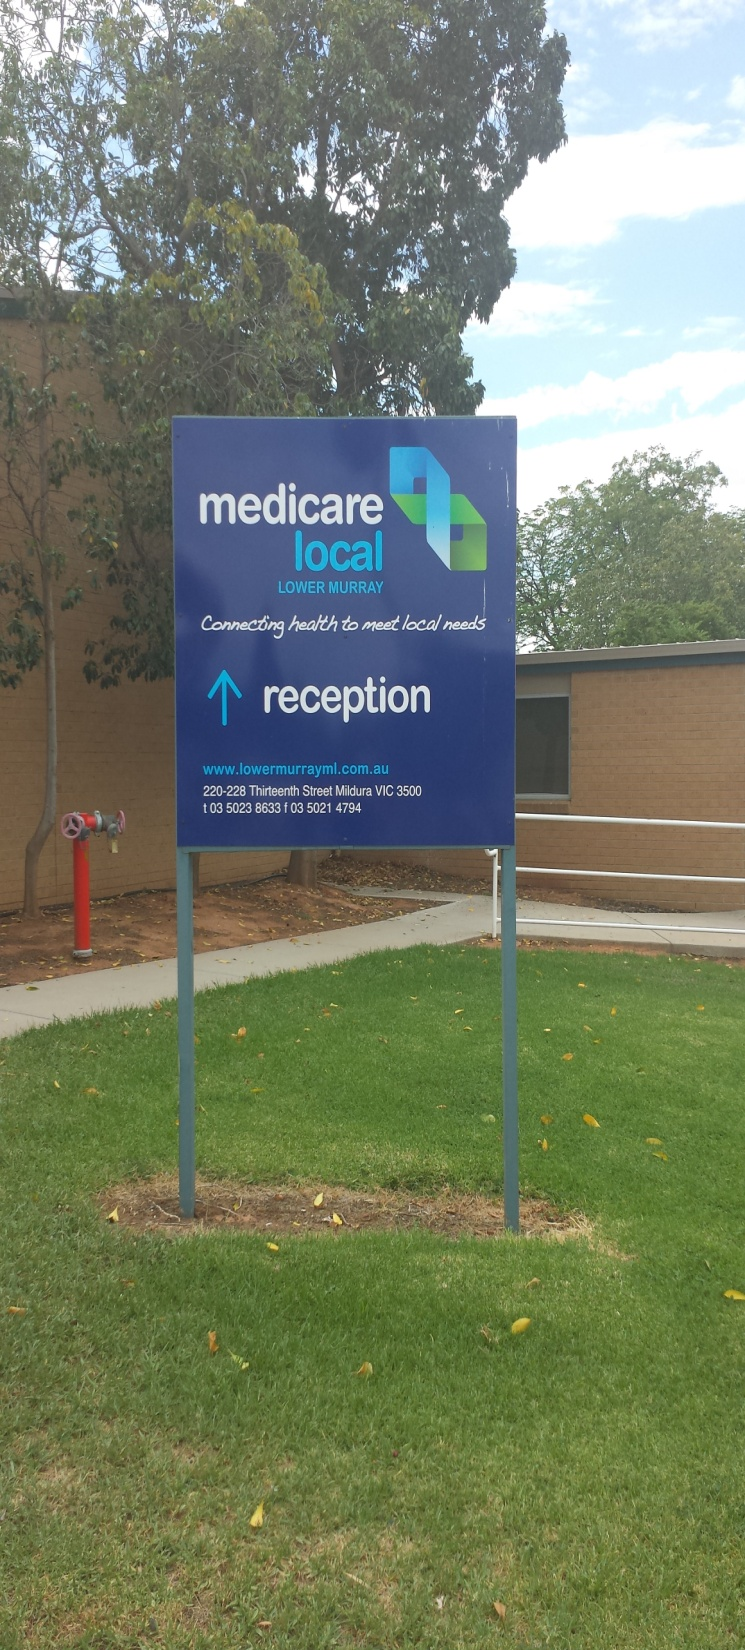 medicare
local
LOWER MURRAY
Connecting health to meet local needs
reception
www.lowermurrayml.com.au
220-228 Thirteenth Street Mildura VIC 3500
t 03 5023 8633 f 03 5021 4794